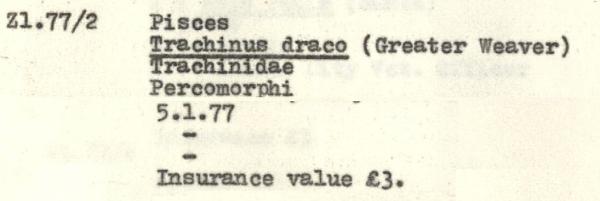 Z1.77/2 Pisces
Trachinus draco (Greater Weaver)
Trachinidae
Percomorphi
5.1.77
-
-
Insurance value £3.